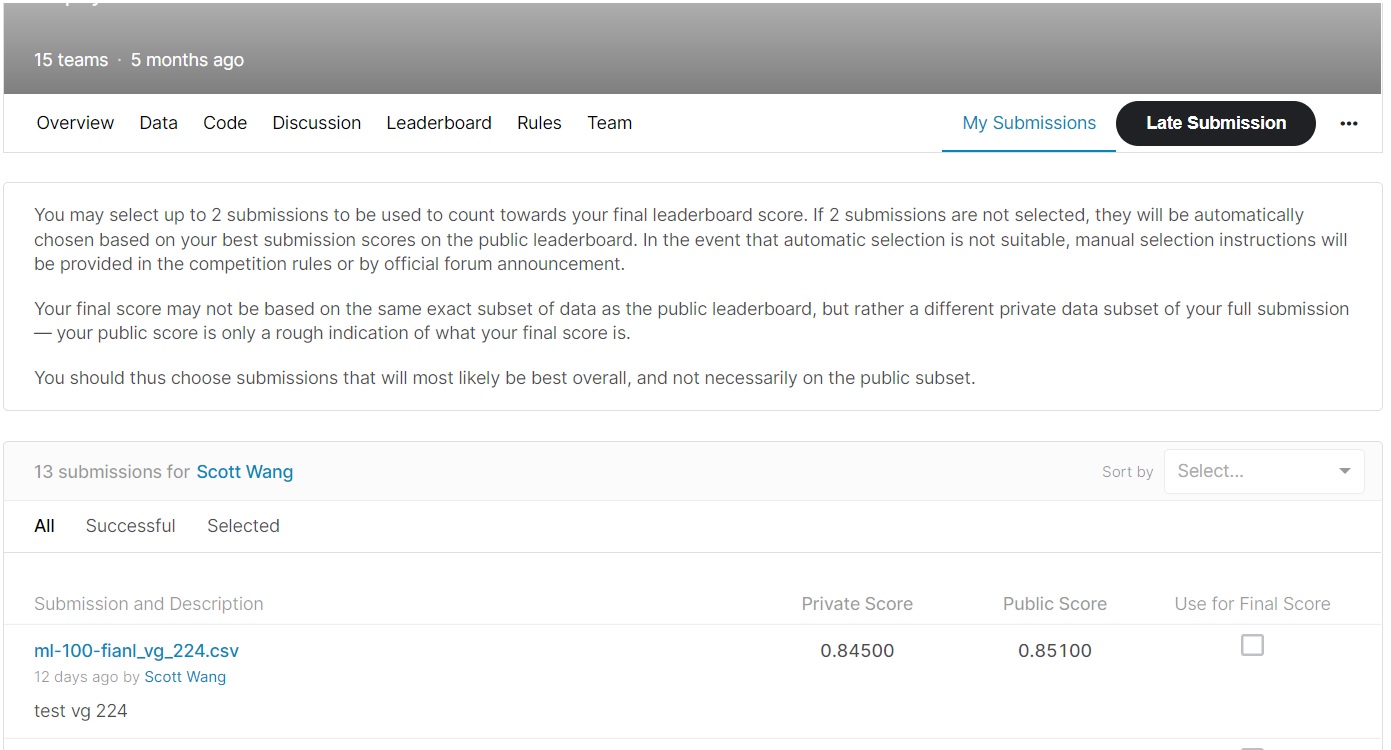 15 teams · 5 months ago
Overview Data Code Discussion Leaderboard Rules Team My Submissions Late Submission ...
You may select up to 2 submissions to be used to count towards your final leaderboard score. If 2 submissions are not selected, they will be automatically
chosen based on your best submission scores on the public leaderboard. In the event that automatic selection is not suitable, manual selection instructions will
be provided in the competition rules or by official forum announcement.
Your final score may not be based on the same exact subset of data as the public leaderboard, but rather a different private data subset of your full submission
— your public score is only a rough indication of what your final score is.
You should thus choose submissions that will most likely be best overall, and not necessarily on the public subset.
13 submissions for Scott Wang Sort by Select...
All Successful Selected
Submission and Description Private Score Public Score Use for Final Score
ml-100-fianl_vg_224.csv 0.84500 0.85100
12 days ago by Scott Wang
test vg 224